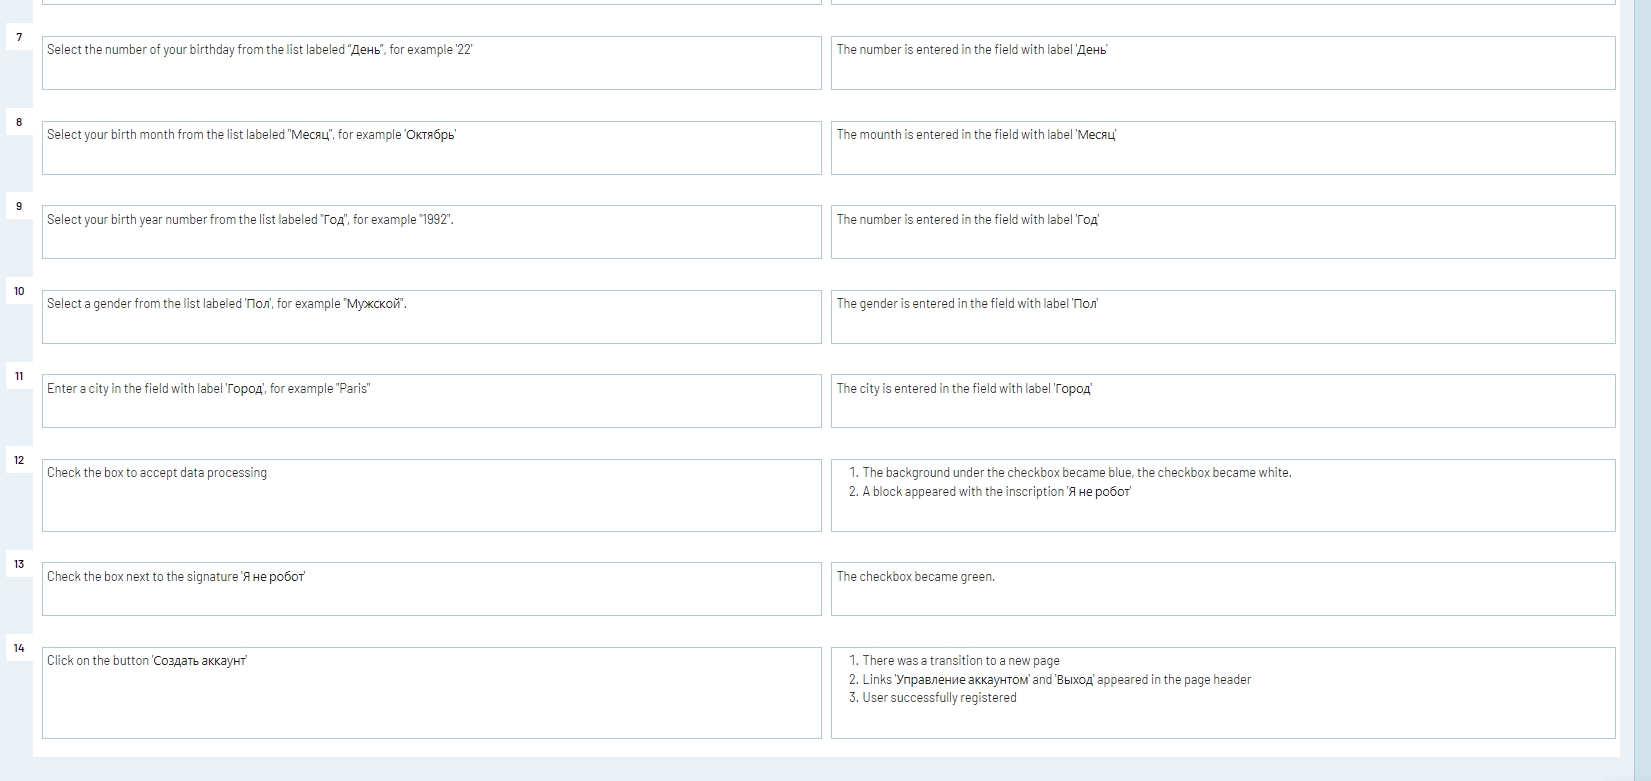 7
Select the number of your birthday from the list labeled "День", for example '22'
The number is entered in the field with label 'День'
8
Select your birth month from the list labeled "Месяц", for example 'Октябрь'
The mounth is entered in the field with label 'Месяц'
9
Select your birth year number from the list labeled "Год", for example "1992".
The number is entered in the field with label 'Год'
10
Select a gender from the list labeled 'Пол', for example "Мужской".
The gender is entered in the field with label 'Пол'
11
Enter a city in the field with label 'Город', for example "Paris"
The city is entered in the field with label 'Город'
12
Check the box to accept data processing
1. The background under the checkbox became blue, the checkbox became white.
2. A block appeared with the inscription 'Я не робот'
13
Check the box next to the signature 'Я не робот'
The checkbox became green.
14
Click on the button 'Создать аккаунт'
1. There was a transition to a new page
2. Links 'Управление аккаунтом' and 'Выход' appeared in the page header
3. User successfully registered